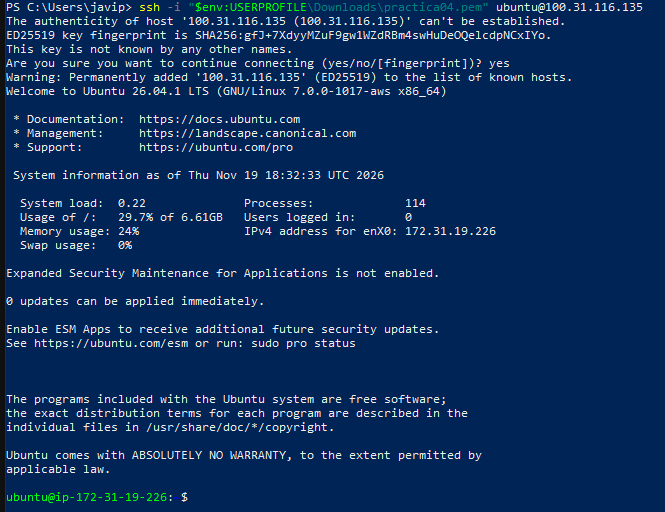 PS C:\Users\javip> ssh -i "$env:USERPROFILE\Downloads\practica04.pem" ubuntu@100.31.116.135
The authenticity of host '100.31.116.135 (100.31.116.135)' can't be established.
ED25519 key fingerprint is SHA256:gfJ+7XdyyMZuF9gw1WZdRBm4swHuDeOQelcdpNCxIYo.
This key is not known by any other names.
Are you sure you want to continue connecting (yes/no/[fingerprint])? yes
Warning: Permanently added '100.31.116.135' (ED25519) to the list of known hosts.
Welcome to Ubuntu 26.04.1 LTS (GNU/Linux 7.0.0-1017-aws x86_64)
* Documentation:  https://docs.ubuntu.com
* Management:     https://landscape.canonical.com
* Support:        https://ubuntu.com/pro
System information as of Thu Nov 19 18:32:33 UTC 2026
System load:  0.22               Processes:             114
Usage of /:   29.7% of 6.61GB   Users logged in:       0
Memory usage: 24%                IPv4 address for enX0: 172.31.19.226
Swap usage:   0%
Expanded Security Maintenance for Applications is not enabled.
0 updates can be applied immediately.
Enable ESM Apps to receive additional future security updates.
See https://ubuntu.com/esm or run: sudo pro status
The programs included with the Ubuntu system are free software;
the exact distribution terms for each program are described in the
individual files in /usr/share/doc/*/copyright.
Ubuntu comes with ABSOLUTELY NO WARRANTY, to the extent permitted by
applicable law.
ubuntu@ip-172-31-19-226: $